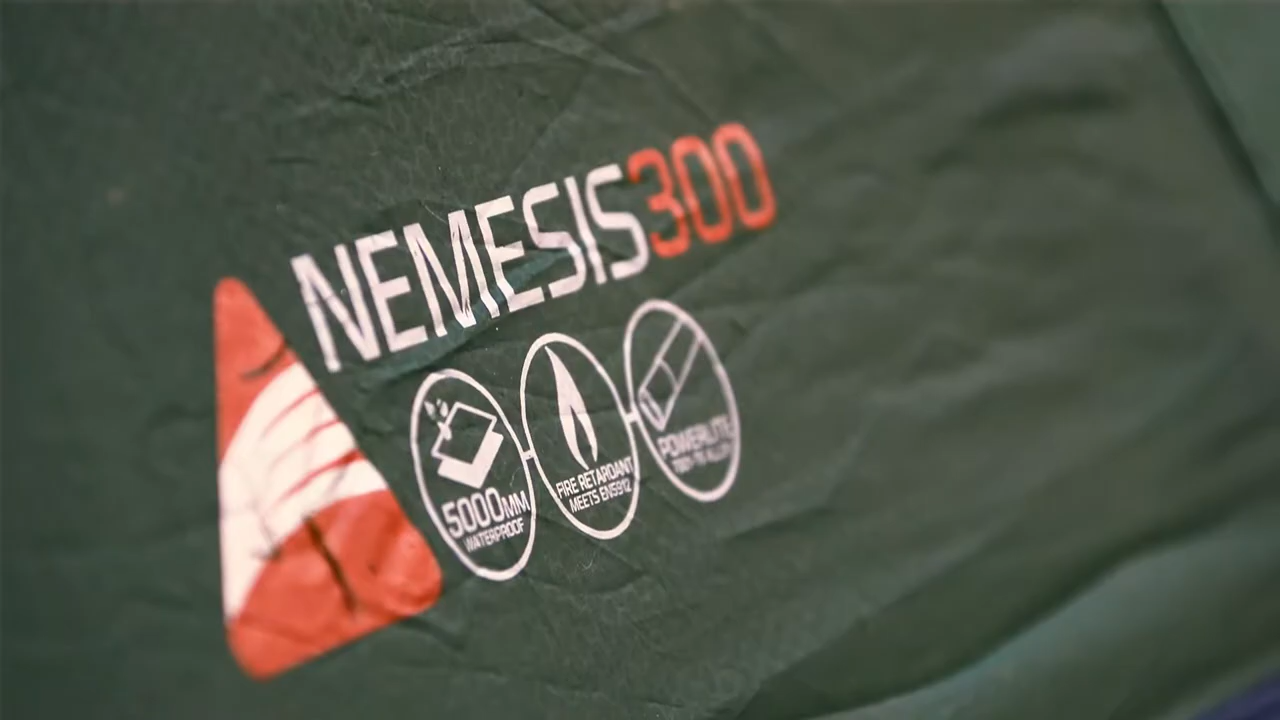 NEMESIS300
5000MM
WATERPROOF
FIRE RETARDANT
MEETS EN5912
POWERLITE